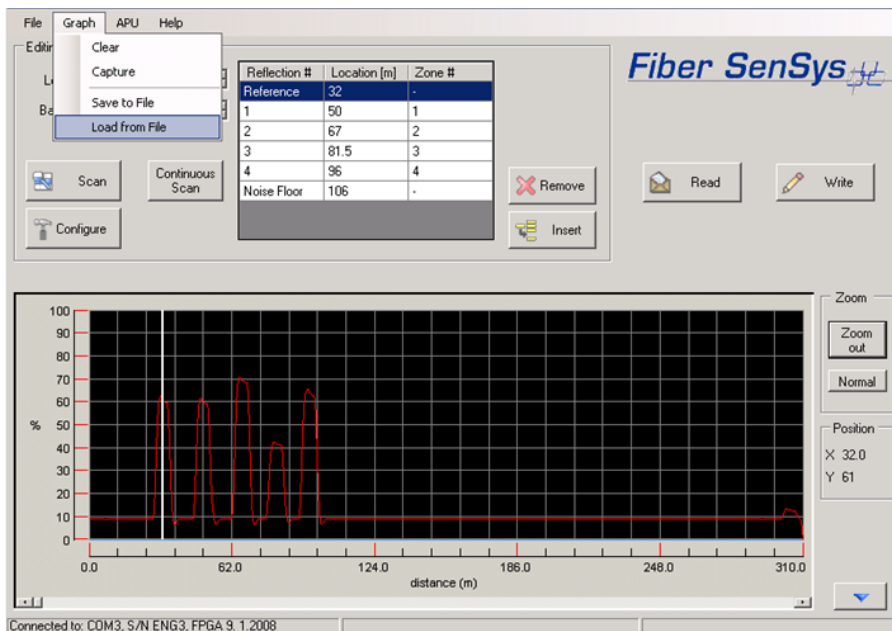 File Graph APU Help
Clear
Capture
Save to File
Load from File
Reflection # Location [m] Zone #
Reference 32 -
1 50 1
2 67 2
3 81.5 3
4 96 4
Noise Floor 106 -
Fiber SenSys
Scan
Continuous Scan
Configure
Remove
Insert
Read
Write
100
90
80
70
60
50
40
30
20
10
0
%
0.0 62.0 124.0 186.0 248.0 310.0
distance (m)
Zoom
Zoom out
Normal
Position
X 32.0
Y 61
Connected to: COM3, S/N ENG3, FPGA 9. 1.2008